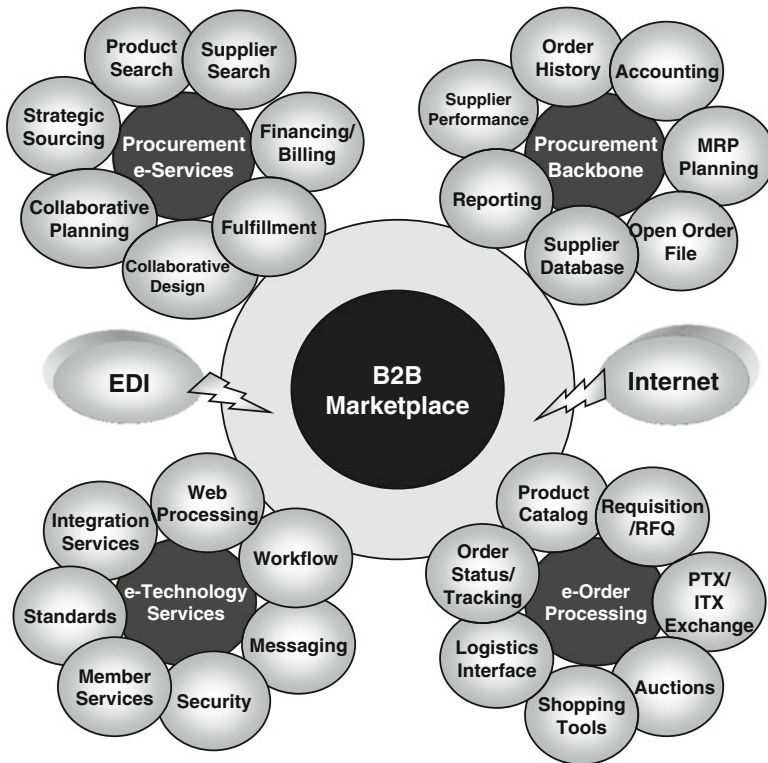 Product
Search
Supplier
Search
Strategic
Sourcing
Procurement
e-Services
Financing/
Billing
Collaborative
Planning
Fulfillment
Collaborative
Design
Order
History
Accounting
Supplier
Performance
Procurement
Backbone
MRP
Planning
Reporting
Supplier
Database
Open Order
File
EDI
B2B
Marketplace
Internet
Web
Processing
Integration
Services
Workflow
e-Technology
Services
Standards
Messaging
Member
Services
Security
Product
Catalog
Requisition
/RFQ
Order
Status/
Tracking
e-Order
Processing
PTX/
ITX
Exchange
Logistics
Interface
Auctions
Shopping
Tools